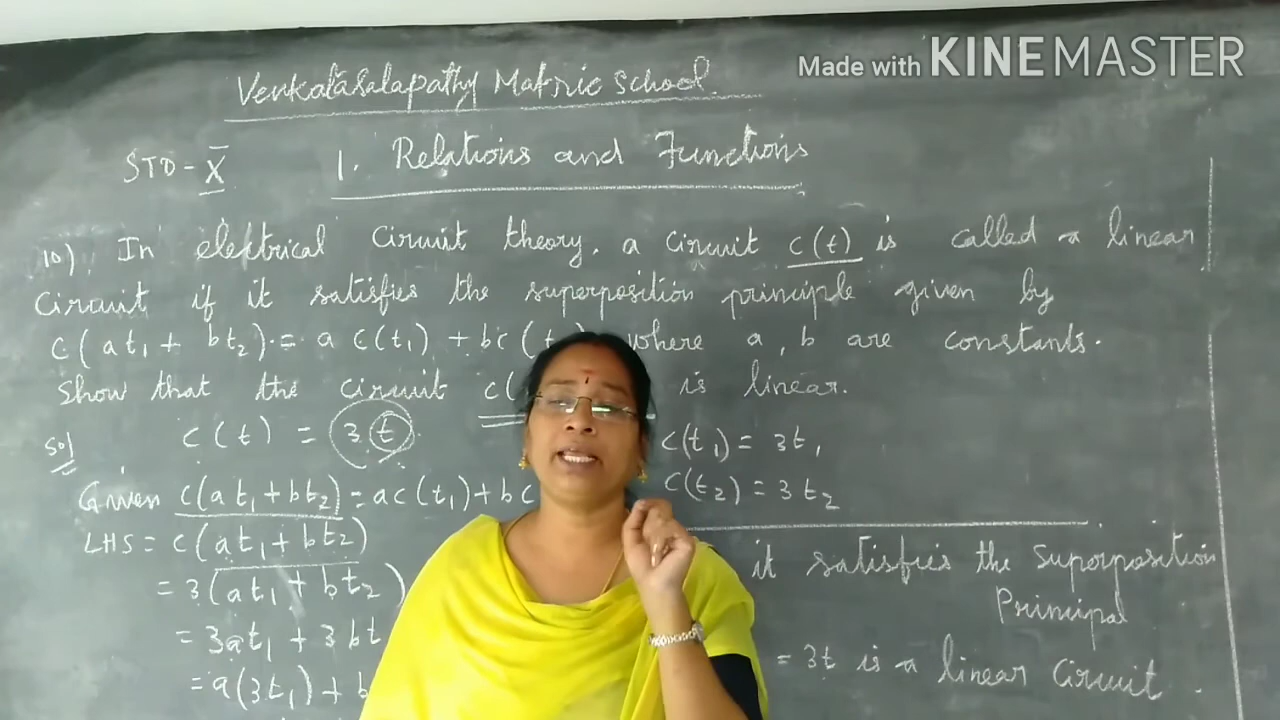 Made with KINEMASTER
Venkatasalapathy Matric School.
STD - X
1. Relations and Functions
10). In electrical circuit theory, a circuit c(t) is called a linear
circuit if it satisfies the superposition principle given by
c(at₁ + bt₂) = a c(t₁) + bc(t where a, b are constants.
Show that the circuit c( is linear.
Sol
c(t) = 3t
c(t₁) = 3t₁
c(t₂) = 3t₂
Given c(at₁+bt₂) = ac(t₁)+bc
LHS = c(at₁+bt₂)
= 3(at₁ + bt₂)
= 3at₁ + 3bt
= a(3t₁) + b
it satisfies the Superposition
Principal
= 3t is a linear Circuit.